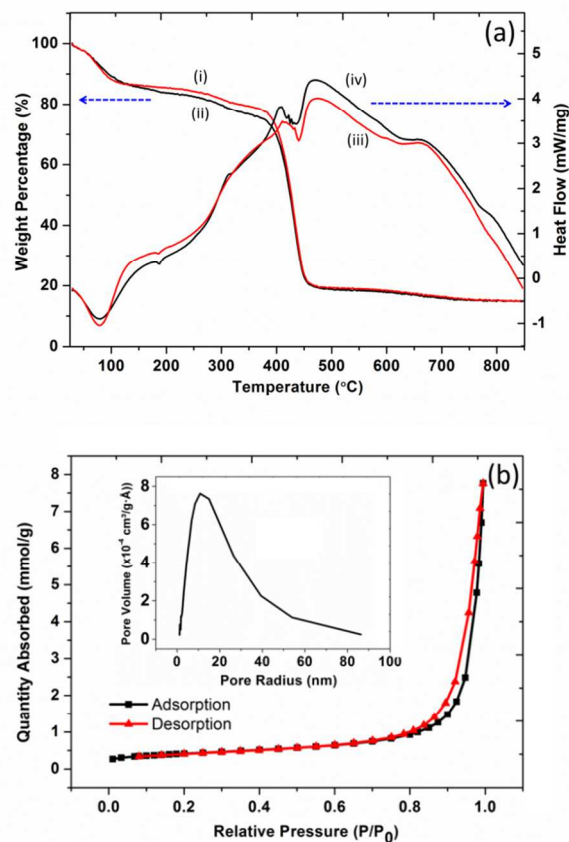 (a)
Weight Percentage (%)
100
80
60
40
20
0
(i)
(ii)
(iv)
(iii)
5
4
3
2
1
0
-1
Heat Flow (mW/mg)
100 200 300 400 500 600 700 800
Temperature (°C)
(b)
Quantity Absorbed (mmol/g)
8
7
6
5
4
3
2
1
0
Pore Volume (x10⁻⁴ cm³/g·Å))
8
6
4
2
0
0 20 40 60 80 100
Pore Radius (nm)
Adsorption
Desorption
0.0 0.2 0.4 0.6 0.8 1.0
Relative Pressure (P/P₀)